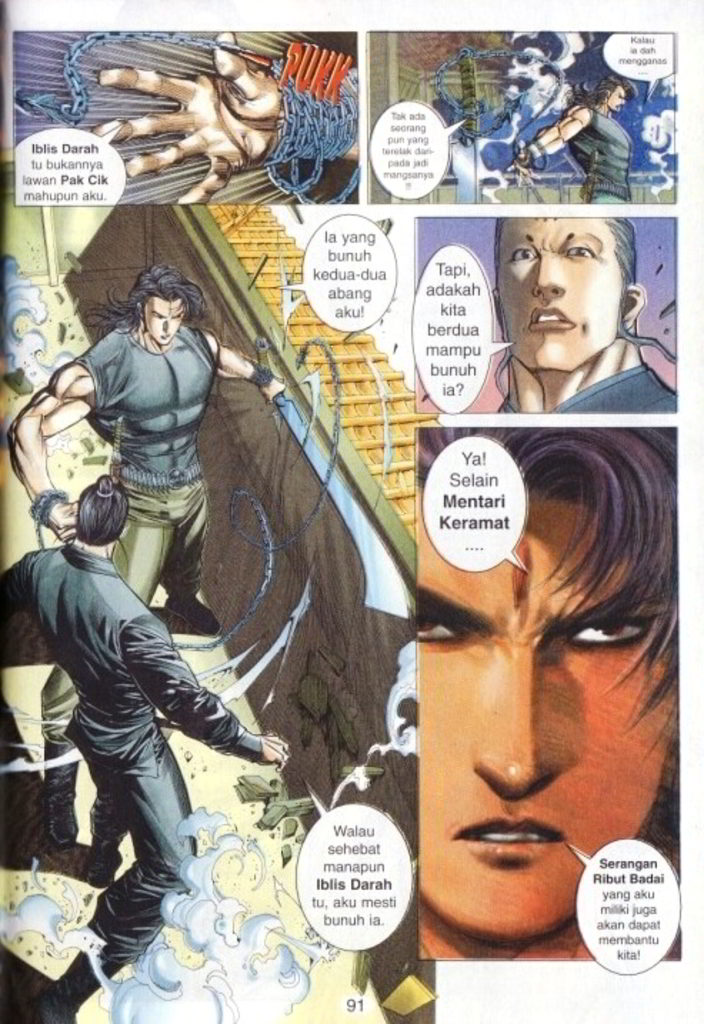 PUKK
Iblis Darah
tu bukannya
lawan Pak Cik
mahupun aku.
Kalau
ia dah
mengganas
....
Tak ada
seorang
pun yang
terelak dari-
pada jadi
mangsanya
!!
Ia yang
bunuh
kedua-dua
abang
aku!
Tapi,
adakah
kita
berdua
mampu
bunuh
ia?
Ya!
Selain
Mentari
Keramat
....
Walau
sehebat
manapun
Iblis Darah
tu, aku mesti
bunuh ia.
Serangan
Ribut Badai
yang aku
miliki juga
akan dapat
membantu
kita!
91